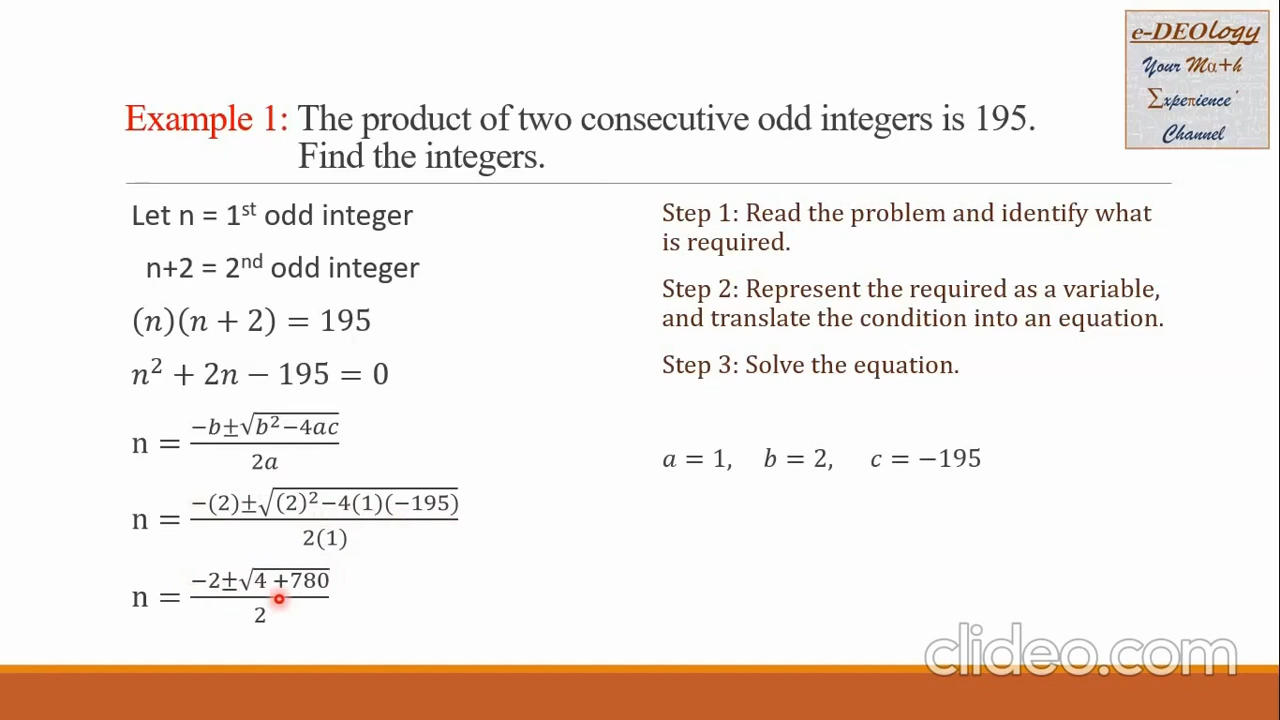 e-DEOlogy
Your Mα+h
Σxpeπience'
Channel
Example 1: The product of two consecutive odd integers is 195.
Find the integers.
Let n = 1st odd integer
n+2 = 2nd odd integer
(n)(n + 2) = 195
n² + 2n − 195 = 0
n = (−b±√(b²−4ac))/(2a)
n = (−(2)±√((2)²−4(1)(−195)))/(2(1))
n = (−2±√(4 +780))/2
Step 1: Read the problem and identify what
is required.
Step 2: Represent the required as a variable,
and translate the condition into an equation.
Step 3: Solve the equation.
a = 1, b = 2, c = −195
clideo.com